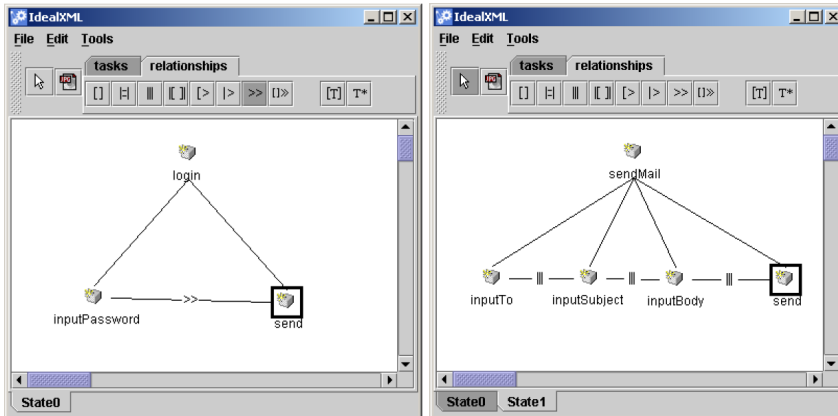 IdealXML
File Edit Tools
tasks relationships
[] |=| ||| |[]| [> |> >> []>> [T] T*
login
>>
inputPassword
send
State0
IdealXML
File Edit Tools
tasks relationships
[] |=| ||| |[]| [> |> >> []>> [T] T*
sendMail
||| ||| |||
inputTo inputSubject inputBody send
State0 State1